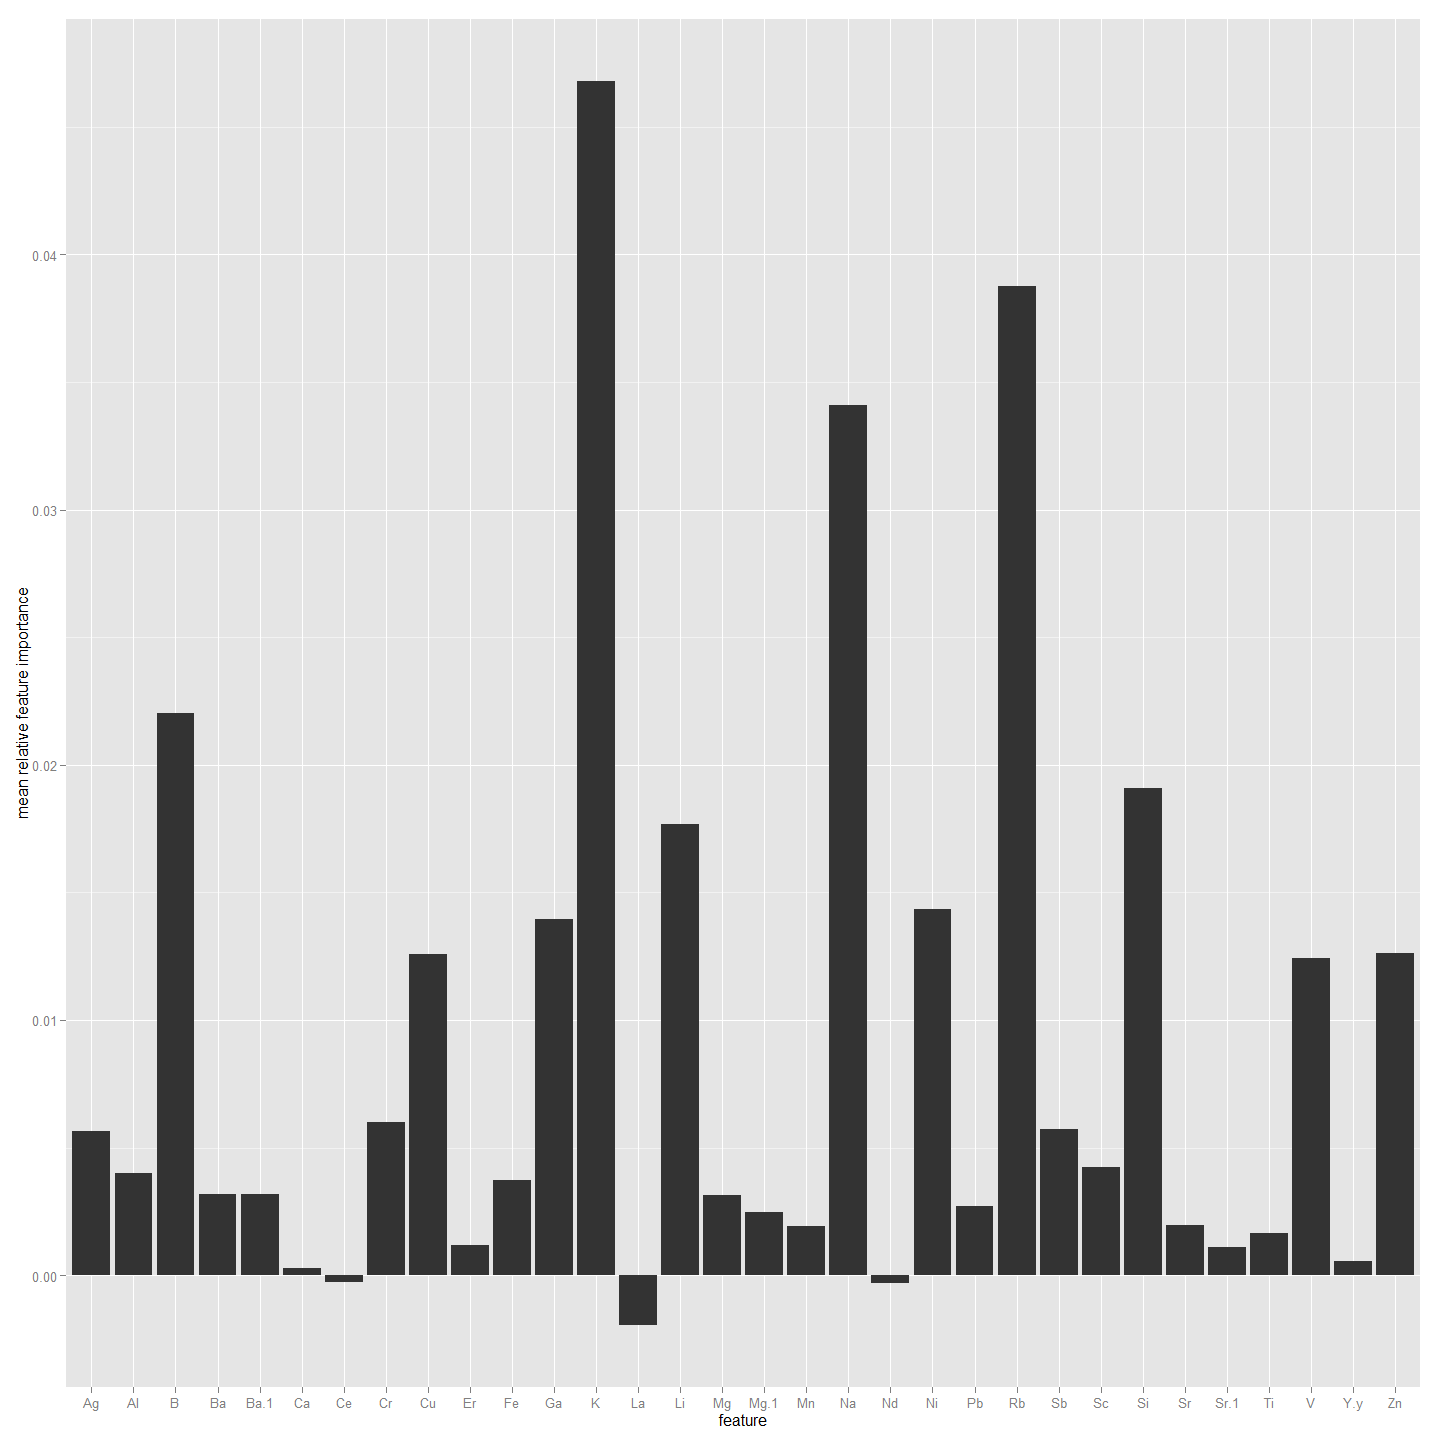 mean relative feature importance
0.04
0.03
0.02
0.01
0.00
Ag Al B Ba Ba.1 Ca Ce Cr Cu Er Fe Ga K La Li Mg Mg.1 Mn Na Nd Ni Pb Rb Sb Sc Si Sr Sr.1 Ti V Y.y Zn
feature